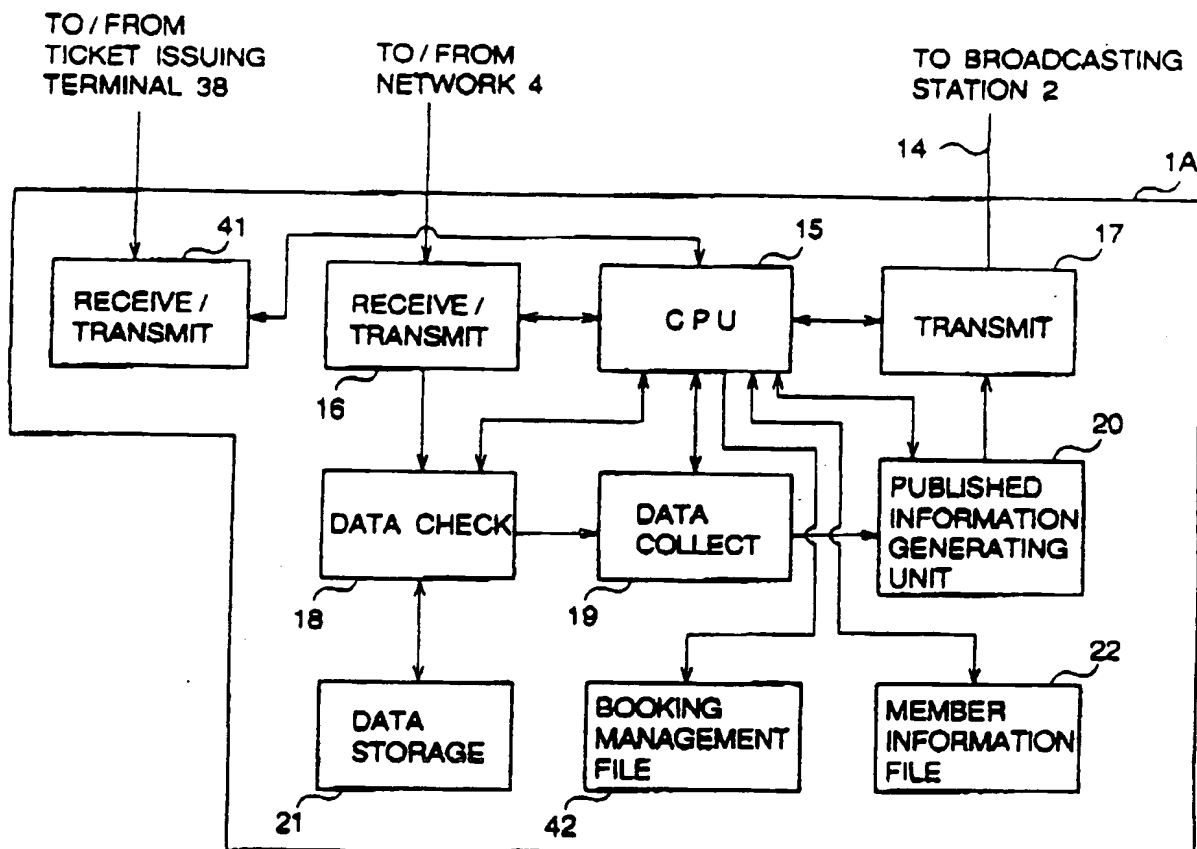 TO/FROM
TICKET ISSUING
TERMINAL 38
TO/FROM
NETWORK 4
TO BROADCASTING
STATION 2
14
1A
41
15
17
RECEIVE/
TRANSMIT
RECEIVE/
TRANSMIT
CPU
TRANSMIT
16
20
DATA CHECK
DATA
COLLECT
PUBLISHED
INFORMATION
GENERATING
UNIT
18
19
22
DATA
STORAGE
BOOKING
MANAGEMENT
FILE
MEMBER
INFORMATION
FILE
21
42